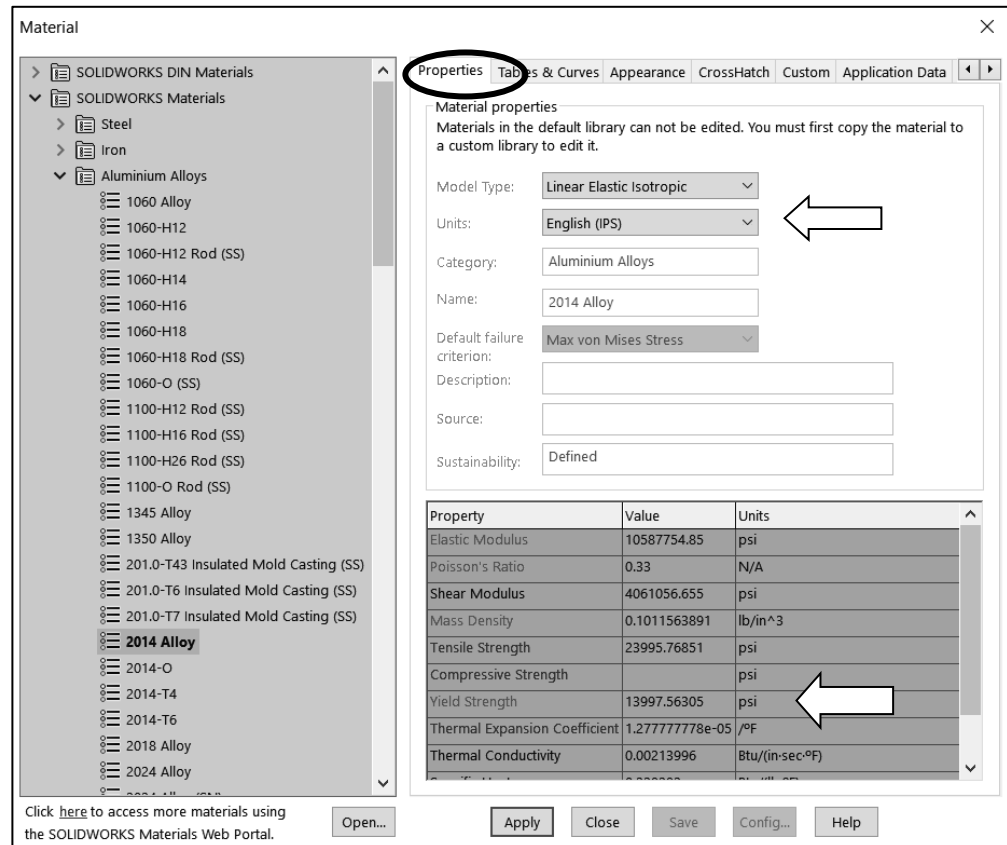 Material
SOLIDWORKS DIN Materials
SOLIDWORKS Materials
Steel
Iron
Aluminium Alloys
1060 Alloy
1060-H12
1060-H12 Rod (SS)
1060-H14
1060-H16
1060-H18
1060-H18 Rod (SS)
1060-O (SS)
1100-H12 Rod (SS)
1100-H16 Rod (SS)
1100-H26 Rod (SS)
1100-O Rod (SS)
1345 Alloy
1350 Alloy
201.0-T43 Insulated Mold Casting (SS)
201.0-T6 Insulated Mold Casting (SS)
201.0-T7 Insulated Mold Casting (SS)
2014 Alloy
2014-O
2014-T4
2014-T6
2018 Alloy
2024 Alloy
Click here to access more materials using
the SOLIDWORKS Materials Web Portal.
Open...
Properties Tables & Curves Appearance CrossHatch Custom Application Data
Material properties
Materials in the default library can not be edited. You must first copy the material to
a custom library to edit it.
Model Type: Linear Elastic Isotropic
Units: English (IPS)
Category: Aluminium Alloys
Name: 2014 Alloy
Default failure
criterion: Max von Mises Stress
Description:
Source:
Sustainability: Defined
Property Value Units
Elastic Modulus 10587754.85 psi
Poisson's Ratio 0.33 N/A
Shear Modulus 4061056.655 psi
Mass Density 0.1011563891 lb/in^3
Tensile Strength 23995.76851 psi
Compressive Strength psi
Yield Strength 13997.56305 psi
Thermal Expansion Coefficient 1.277777778e-05 /ºF
Thermal Conductivity 0.00213996 Btu/(in·sec·ºF)
Apply Close Save Config... Help